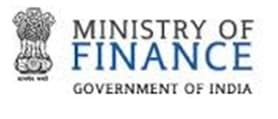 MINISTRY OF
FINANCE
GOVERNMENT OF INDIA